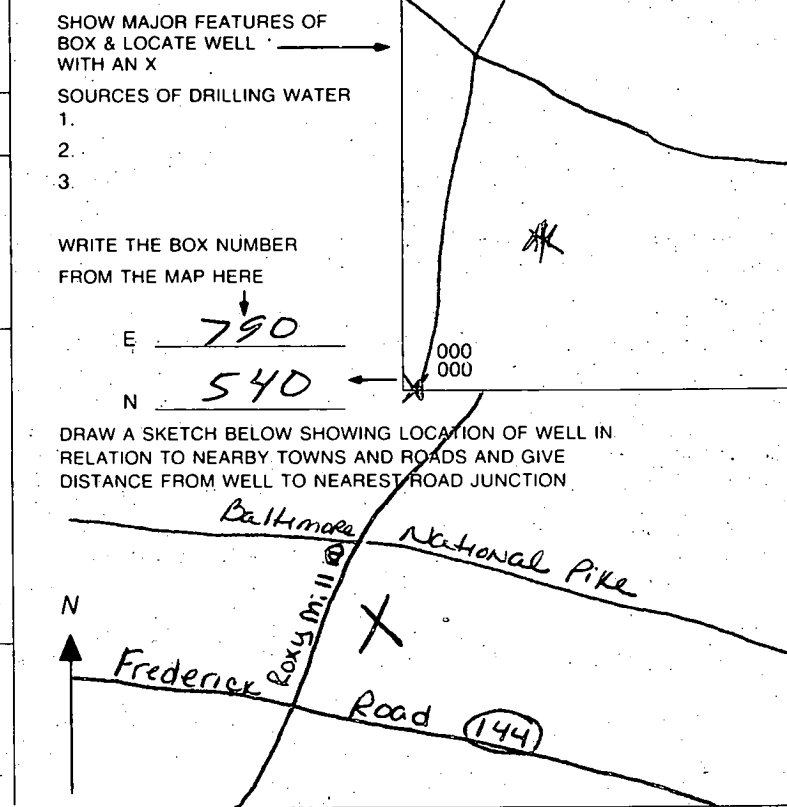 SHOW MAJOR FEATURES OF
BOX & LOCATE WELL
WITH AN X
SOURCES OF DRILLING WATER
1.
2.
3.
WRITE THE BOX NUMBER
FROM THE MAP HERE
E 790
N 540
000
000
DRAW A SKETCH BELOW SHOWING LOCATION OF WELL IN
RELATION TO NEARBY TOWNS AND ROADS AND GIVE
DISTANCE FROM WELL TO NEAREST ROAD JUNCTION
Baltimore National Pike
Roxy Mill RD
X
N
Frederick Road 144